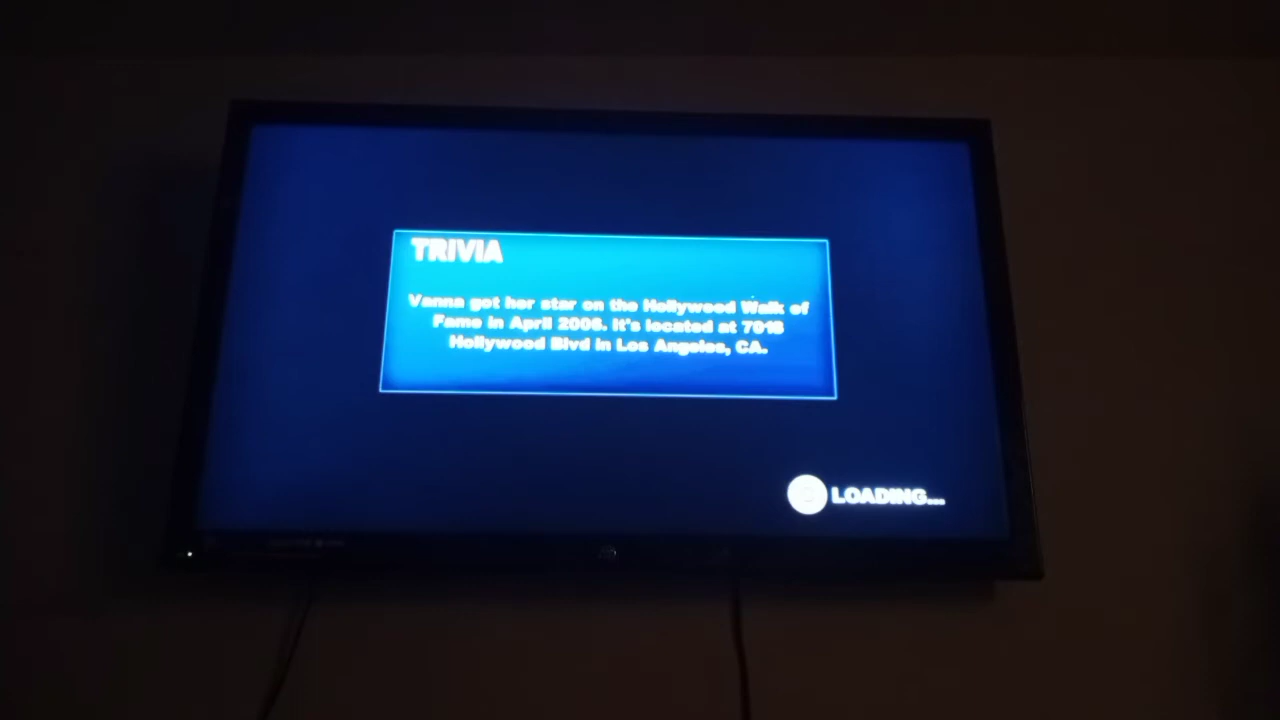 TRIVIA
Vanna got her star on the Hollywood Walk of
Fame in April 2006. It's located at 7018
Hollywood Blvd in Los Angeles, CA.
LOADING...